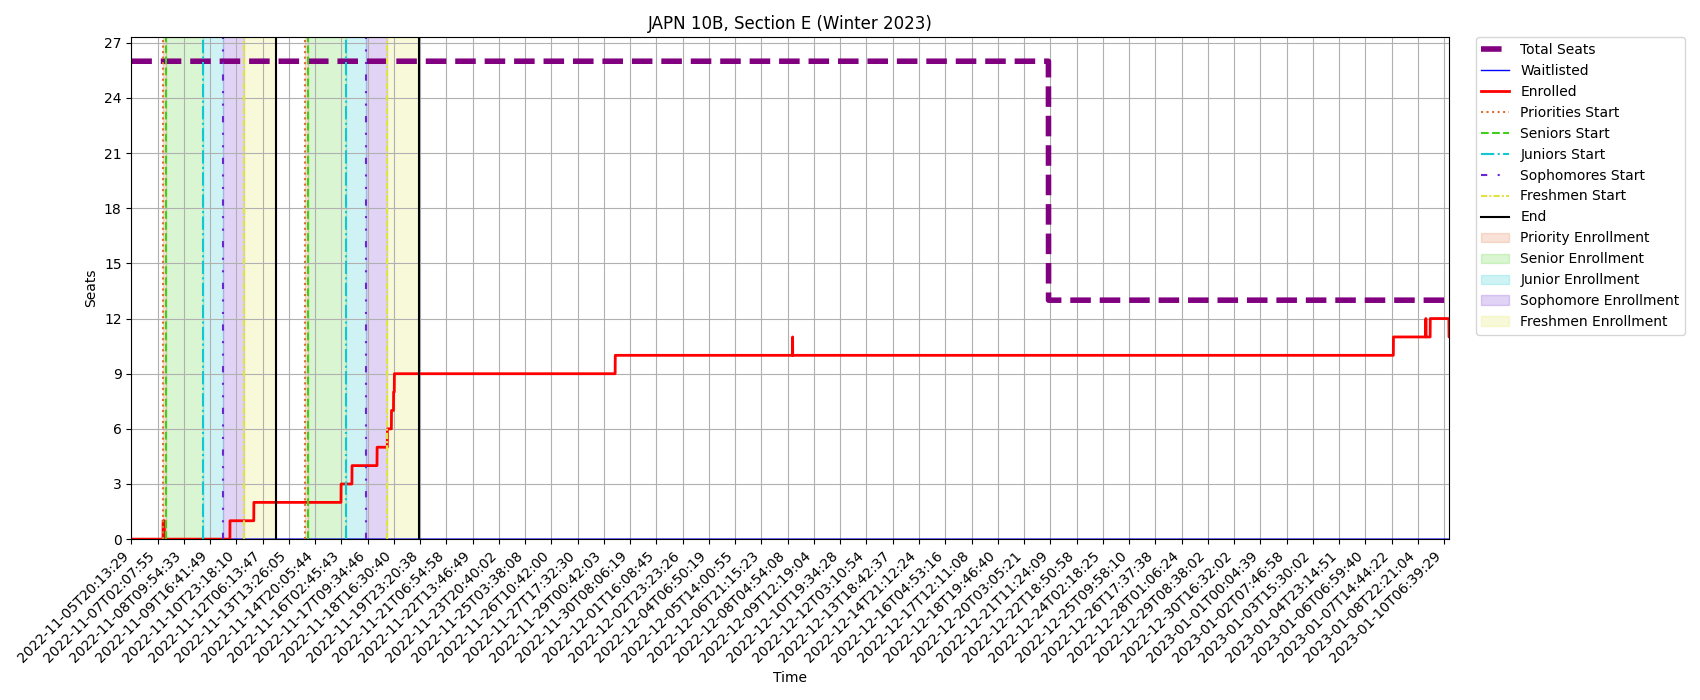 JAPN 10B, Section E (Winter 2023)
27
24
21
18
15
12
9
6
3
0
Seats
2022-11-05T20:13:29
2022-11-07T02:07:55
2022-11-08T09:54:33
2022-11-09T16:41:49
2022-11-10T23:18:10
2022-11-12T06:13:47
2022-11-13T13:26:05
2022-11-14T20:05:44
2022-11-16T02:45:43
2022-11-17T09:34:46
2022-11-18T16:30:40
2022-11-19T23:20:38
2022-11-21T06:54:58
2022-11-22T13:46:49
2022-11-23T20:40:02
2022-11-25T03:38:08
2022-11-26T10:42:00
2022-11-27T17:32:30
2022-11-29T00:42:03
2022-11-30T08:06:19
2022-12-01T16:08:45
2022-12-02T23:23:26
2022-12-04T06:50:19
2022-12-05T14:00:55
2022-12-06T21:15:23
2022-12-08T04:54:08
2022-12-09T12:19:04
2022-12-10T19:34:28
2022-12-12T03:10:54
2022-12-13T18:42:37
2022-12-14T21:12:24
2022-12-16T04:53:16
2022-12-17T12:11:08
2022-12-18T19:46:40
2022-12-20T03:05:21
2022-12-21T11:24:09
2022-12-22T18:50:58
2022-12-24T02:18:25
2022-12-25T09:58:10
2022-12-26T17:37:38
2022-12-28T01:06:24
2022-12-29T08:38:02
2022-12-30T16:32:02
2023-01-01T00:04:39
2023-01-02T07:46:58
2023-01-03T15:30:02
2023-01-04T23:14:51
2023-01-06T06:59:40
2023-01-07T14:44:22
2023-01-08T22:21:04
2023-01-10T06:39:29
Time
Total Seats
Waitlisted
Enrolled
Priorities Start
Seniors Start
Juniors Start
Sophomores Start
Freshmen Start
End
Priority Enrollment
Senior Enrollment
Junior Enrollment
Sophomore Enrollment
Freshmen Enrollment